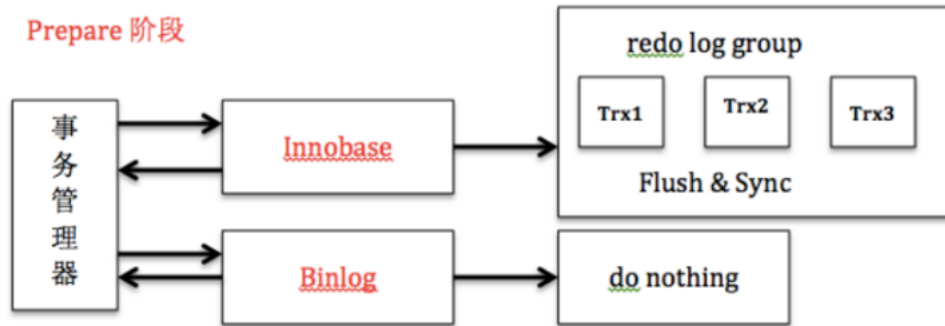 Prepare 阶段
redo log group
Trx1
Trx2
Trx3
Flush & Sync
事务管理器
Innobase
Binlog
do nothing